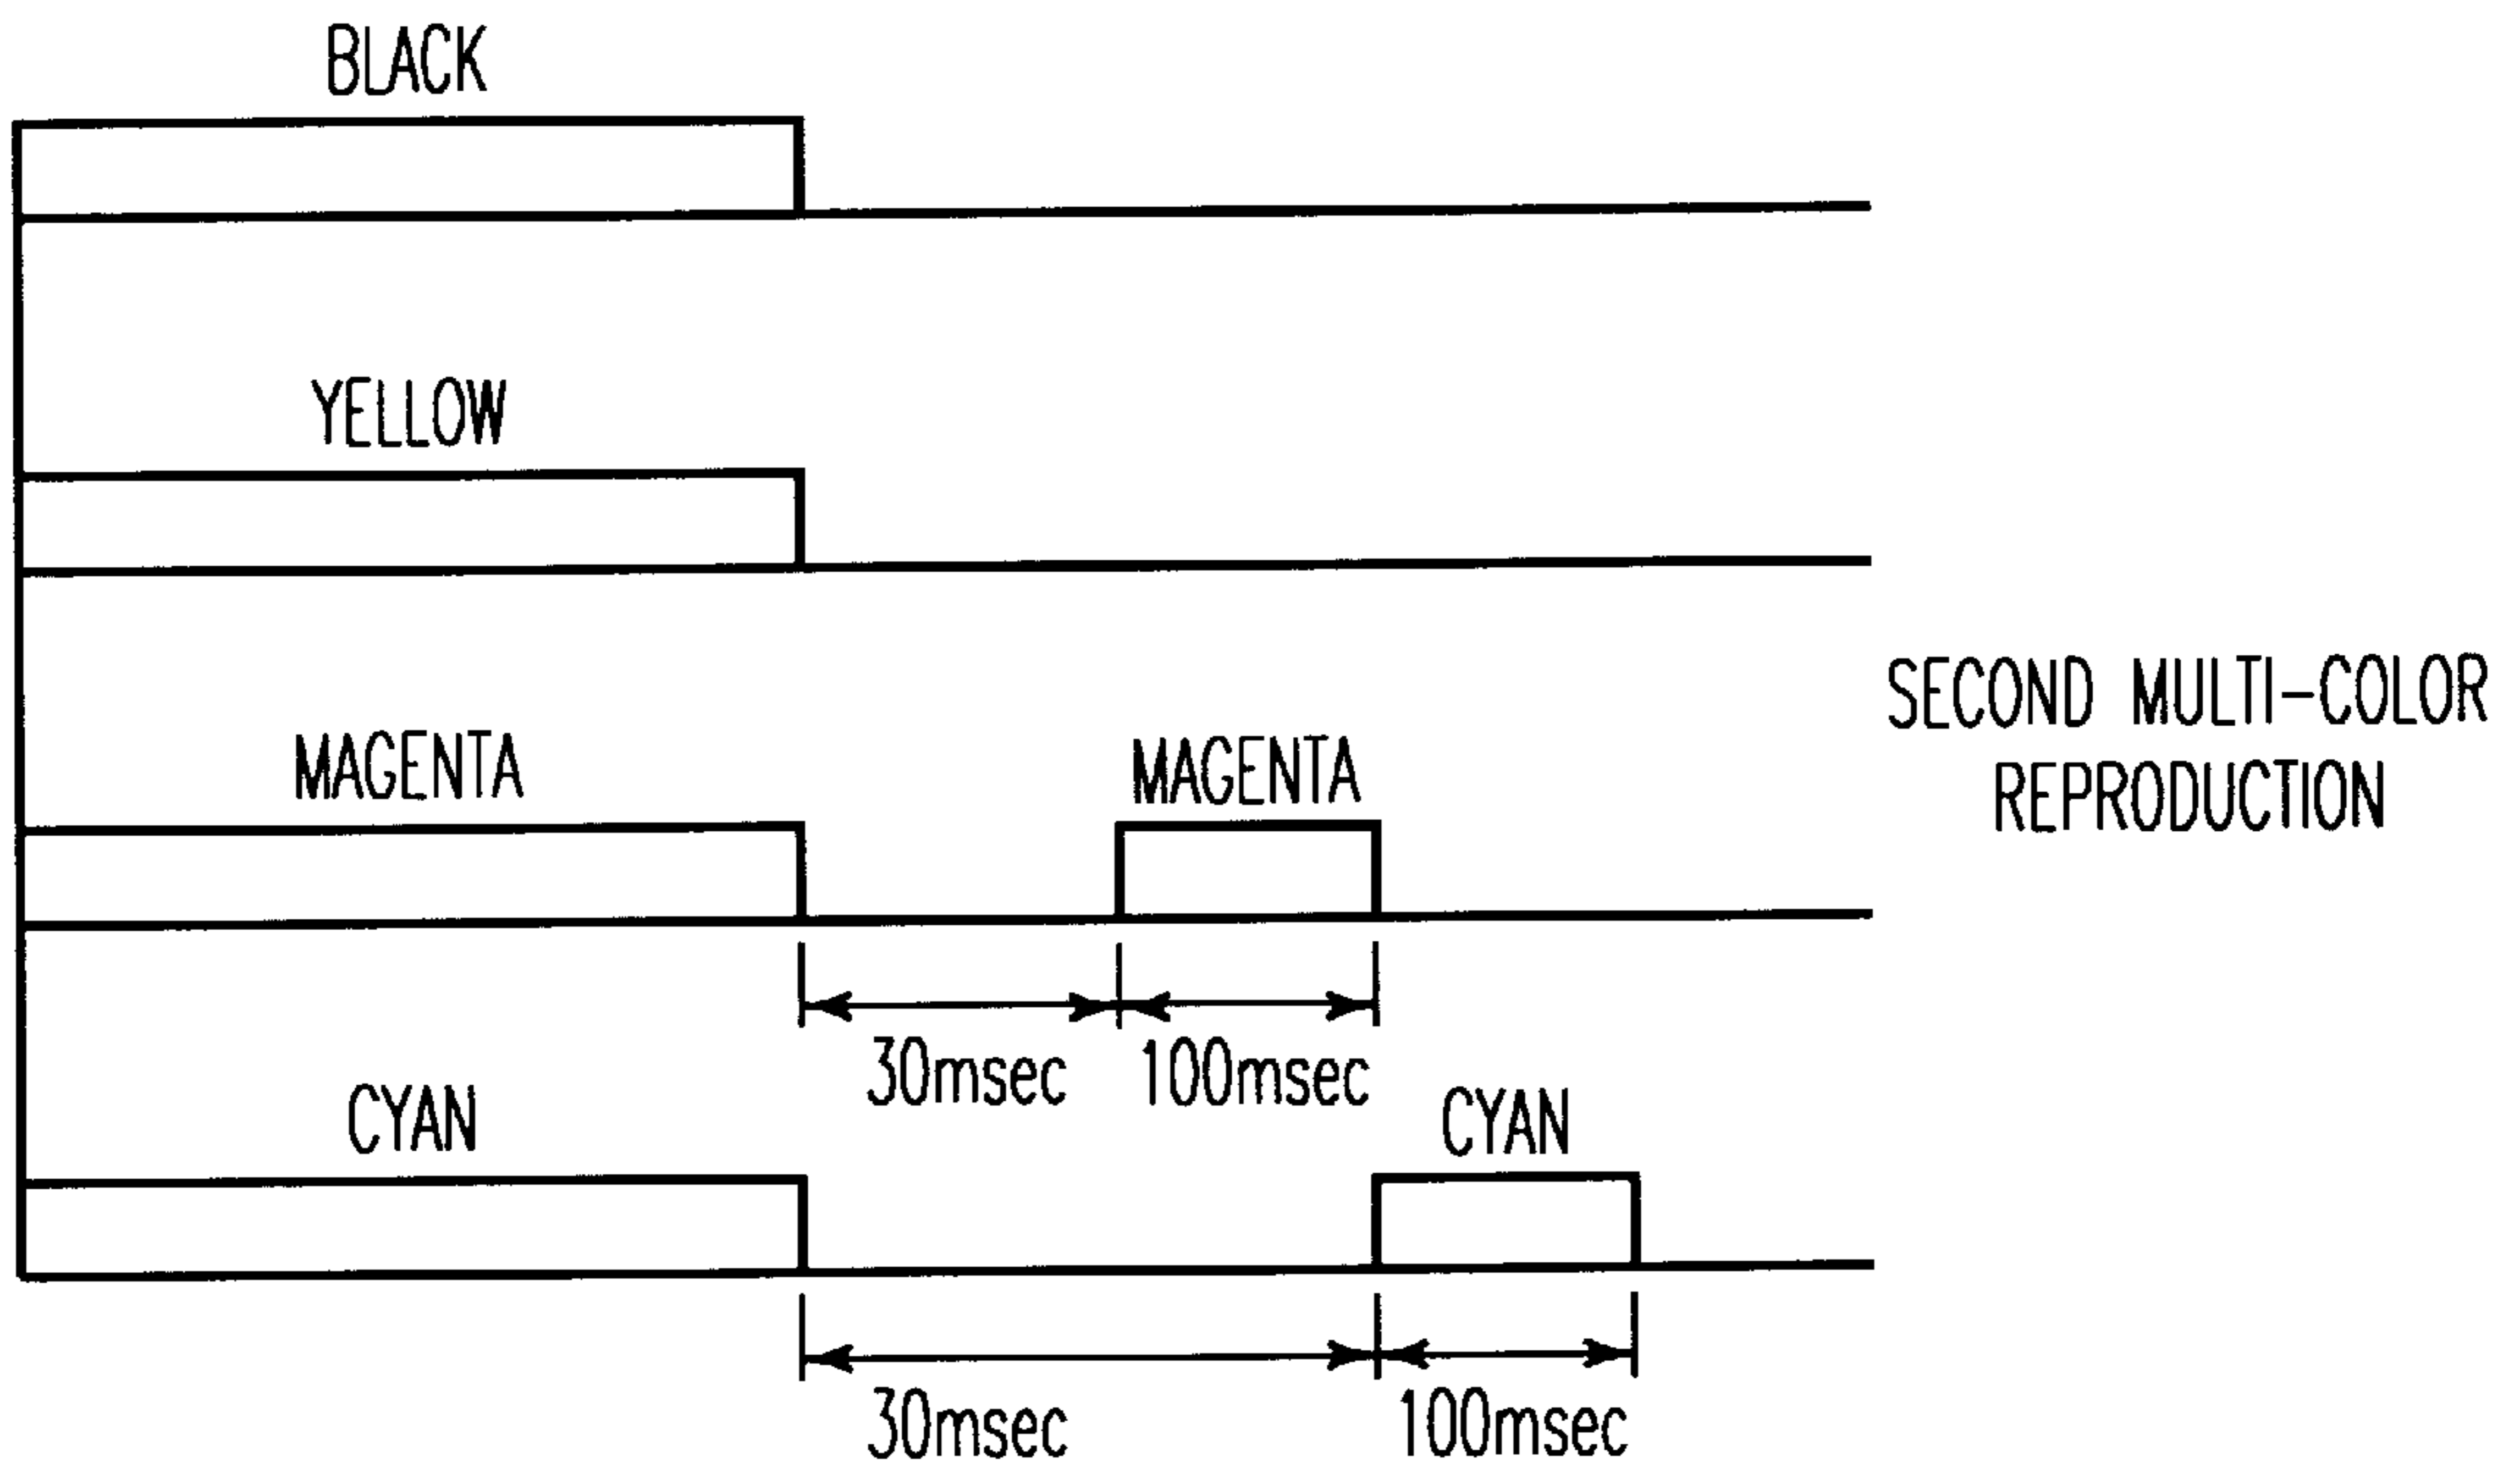 BLACK
YELLOW
SECOND MULTI-COLOR
REPRODUCTION
MAGENTA
MAGENTA
30msec
100msec
CYAN
CYAN
30msec
100msec